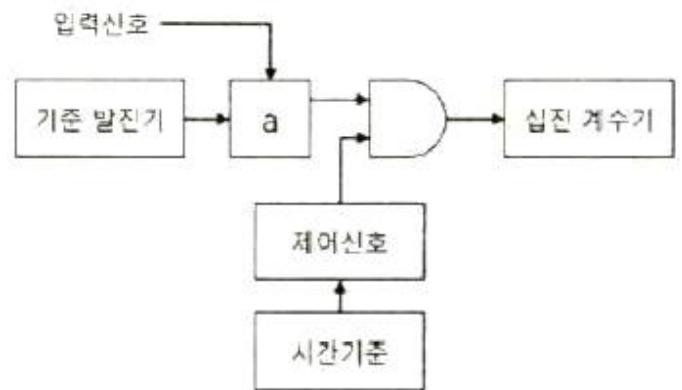 입력신호
기준 발진기
a
십진 계수기
제어신호
시간기준